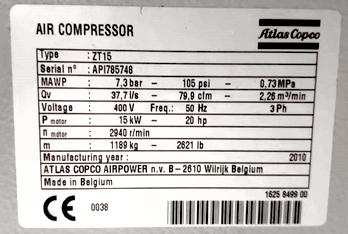 AIR COMPRESSOR
Atlas Copco
Type : ZT15
Serial n° : API785748
MAWP : 7,3 bar – 105 psi – 0,73 MPa
Qv : 37,7 l/s – 79,9 cfm – 2,26 m³/min
Voltage : 400 V Freq.: 50 Hz 3 Ph
P motor : 15 kW – 20 hp
n motor : 2940 r/min
m : 1189 kg – 2621 lb
Manufacturing year : 2010
ATLAS COPCO AIRPOWER n.v. B – 2610 Wilrijk Belgium
Made in Belgium
CE 0038
1625 8499 00